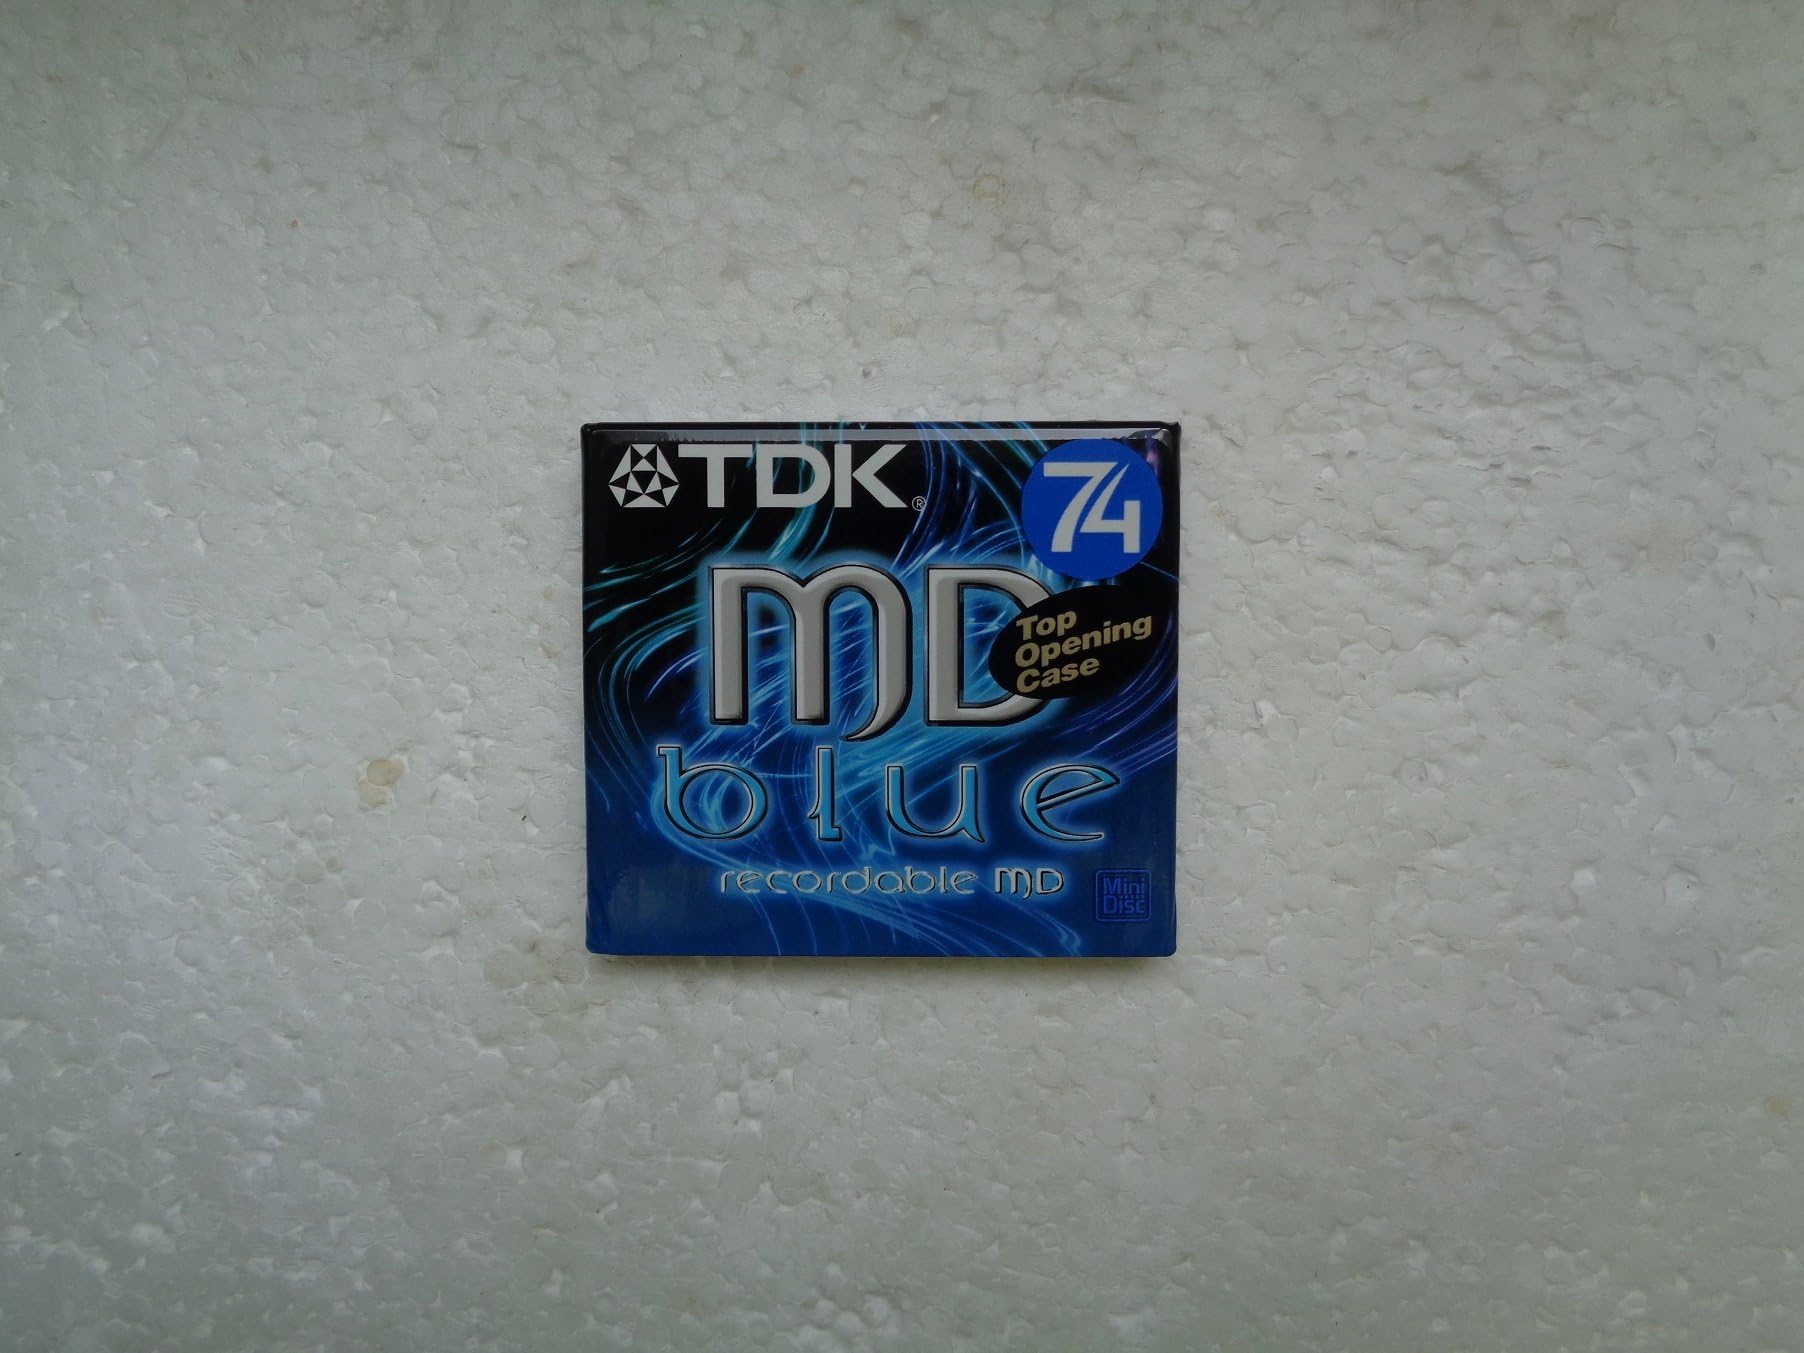 TDK®
74
MD
Top
Opening
Case
blue
recordable MD
Mini
Disc